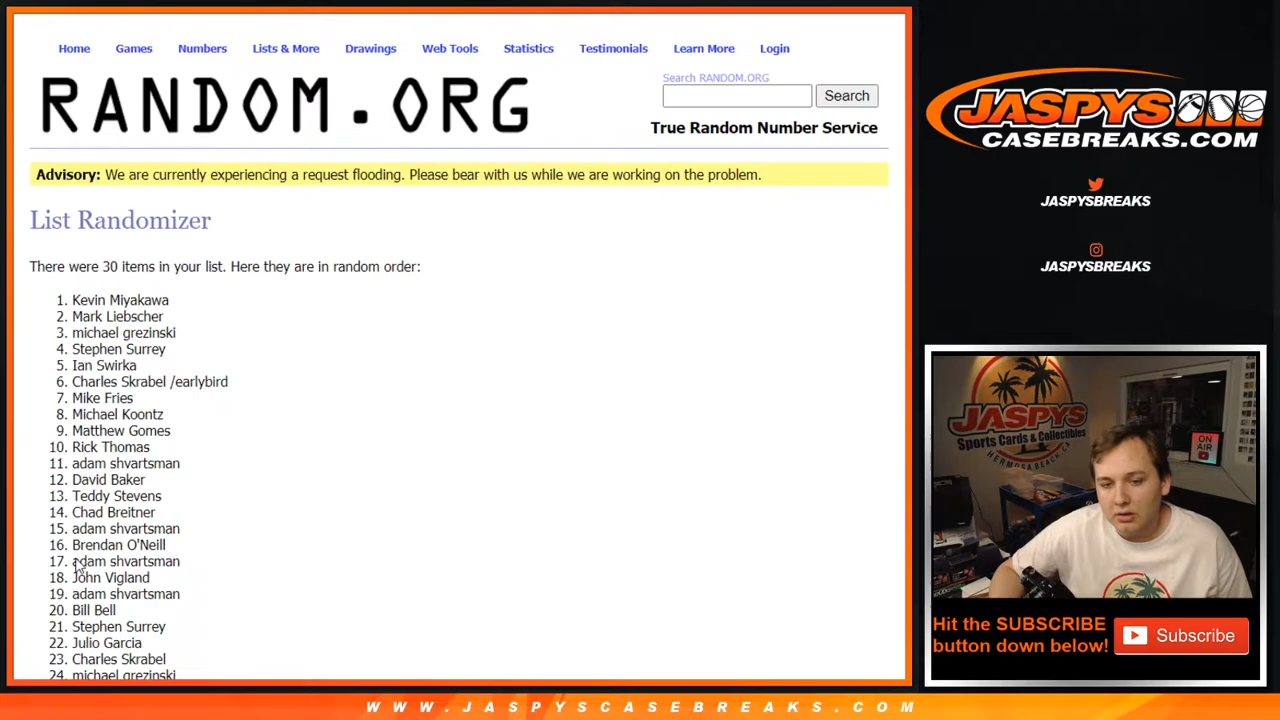 Home Games Numbers Lists & More Drawings Web Tools Statistics Testimonials Learn More Login
RANDOM.ORG
Search RANDOM.ORG
Search
True Random Number Service
Advisory: We are currently experiencing a request flooding. Please bear with us while we are working on the problem.
List Randomizer
There were 30 items in your list. Here they are in random order:
1. Kevin Miyakawa
2. Mark Liebscher
3. michael grezinski
4. Stephen Surrey
5. Ian Swirka
6. Charles Skrabel /earlybird
7. Mike Fries
8. Michael Koontz
9. Matthew Gomes
10. Rick Thomas
11. adam shvartsman
12. David Baker
13. Teddy Stevens
14. Chad Breitner
15. adam shvartsman
16. Brendan O'Neill
17. adam shvartsman
18. John Vigland
19. adam shvartsman
20. Bill Bell
21. Stephen Surrey
22. Julio Garcia
23. Charles Skrabel
24. michael grezinski
JASPYS
CASEBREAKS.COM
JASPYSBREAKS
JASPYSBREAKS
JASPYS
Sports Cards & Collectibles
HERMOSA BEACH, CA
ON
AIR
Hit the SUBSCRIBE
button down below!
Subscribe
WWW.JASPYSCASEBREAKS.COM